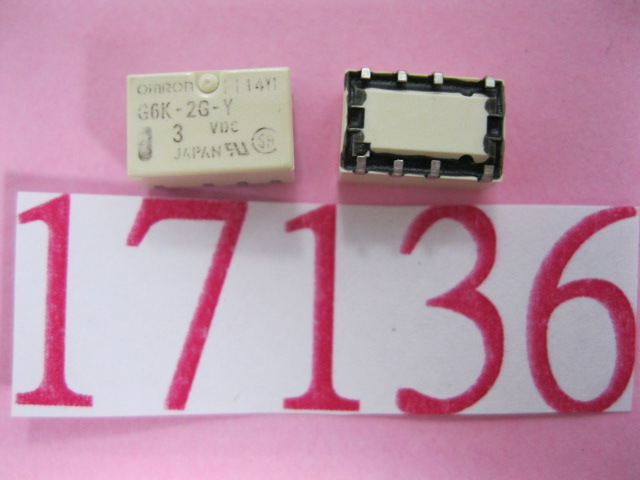 OMRON
G6K-2G-Y
3 VDC
JAPAN
17136